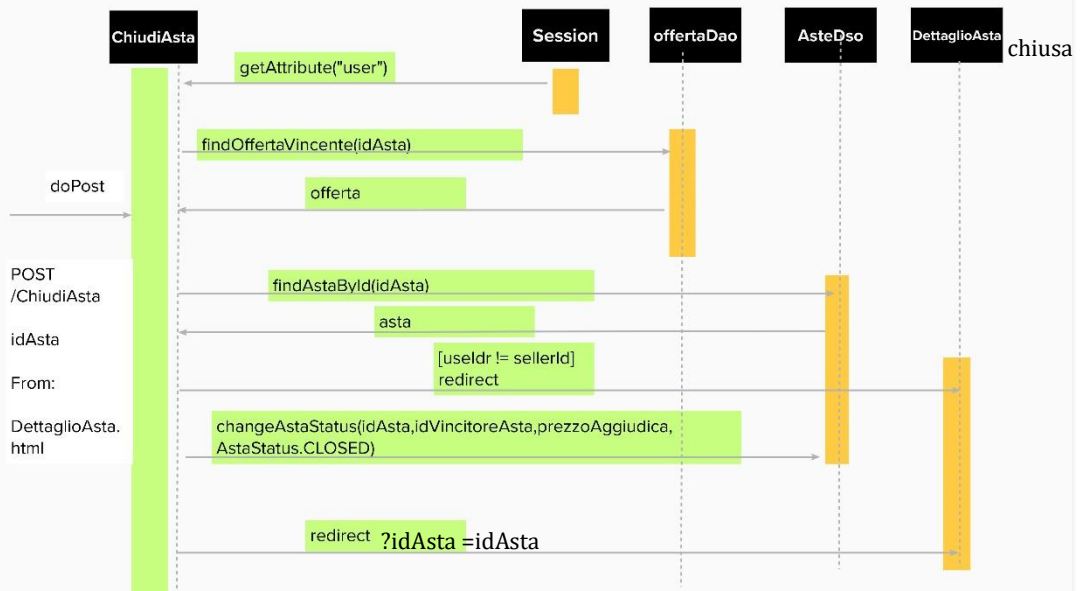 ChiudiAsta
Session
offertaDao
AsteDso
DettaglioAsta
chiusa
getAttribute("user")
findOffertaVincente(idAsta)
doPost
offerta
POST
/ChiudiAsta
idAsta
From:
DettaglioAsta.
html
findAstaById(idAsta)
asta
[useIdr != sellerId]
redirect
changeAstaStatus(idAsta,idVincitoreAsta,prezzoAggiudica,
AstaStatus.CLOSED)
redirect ?idAsta =idAsta